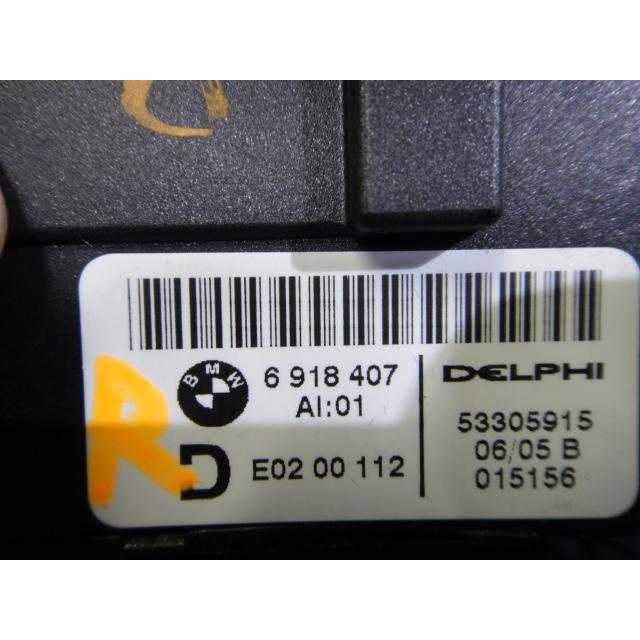 BMW
6 918 407
AI:01
DELPHI
53305915
06/05 B
015156
R
D
E02 00 112